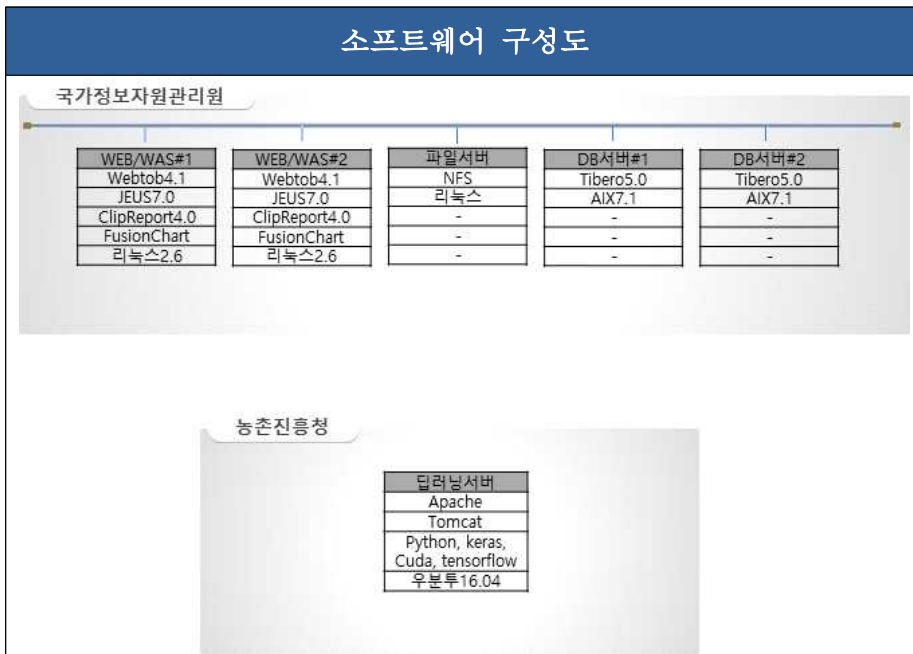 소프트웨어 구성도
국가정보자원관리원
WEB/WAS#1 WEB/WAS#2 파일서버 DB서버#1 DB서버#2
Webtob4.1 Webtob4.1 NFS Tibero5.0 Tibero5.0
JEUS7.0 JEUS7.0 리눅스 AIX7.1 AIX7.1
ClipReport4.0 ClipReport4.0 - - -
FusionChart FusionChart - - -
리눅스2.6 리눅스2.6 - - -
농촌진흥청
딥러닝서버
Apache
Tomcat
Python, keras,
Cuda, tensorflow
우분투16.04